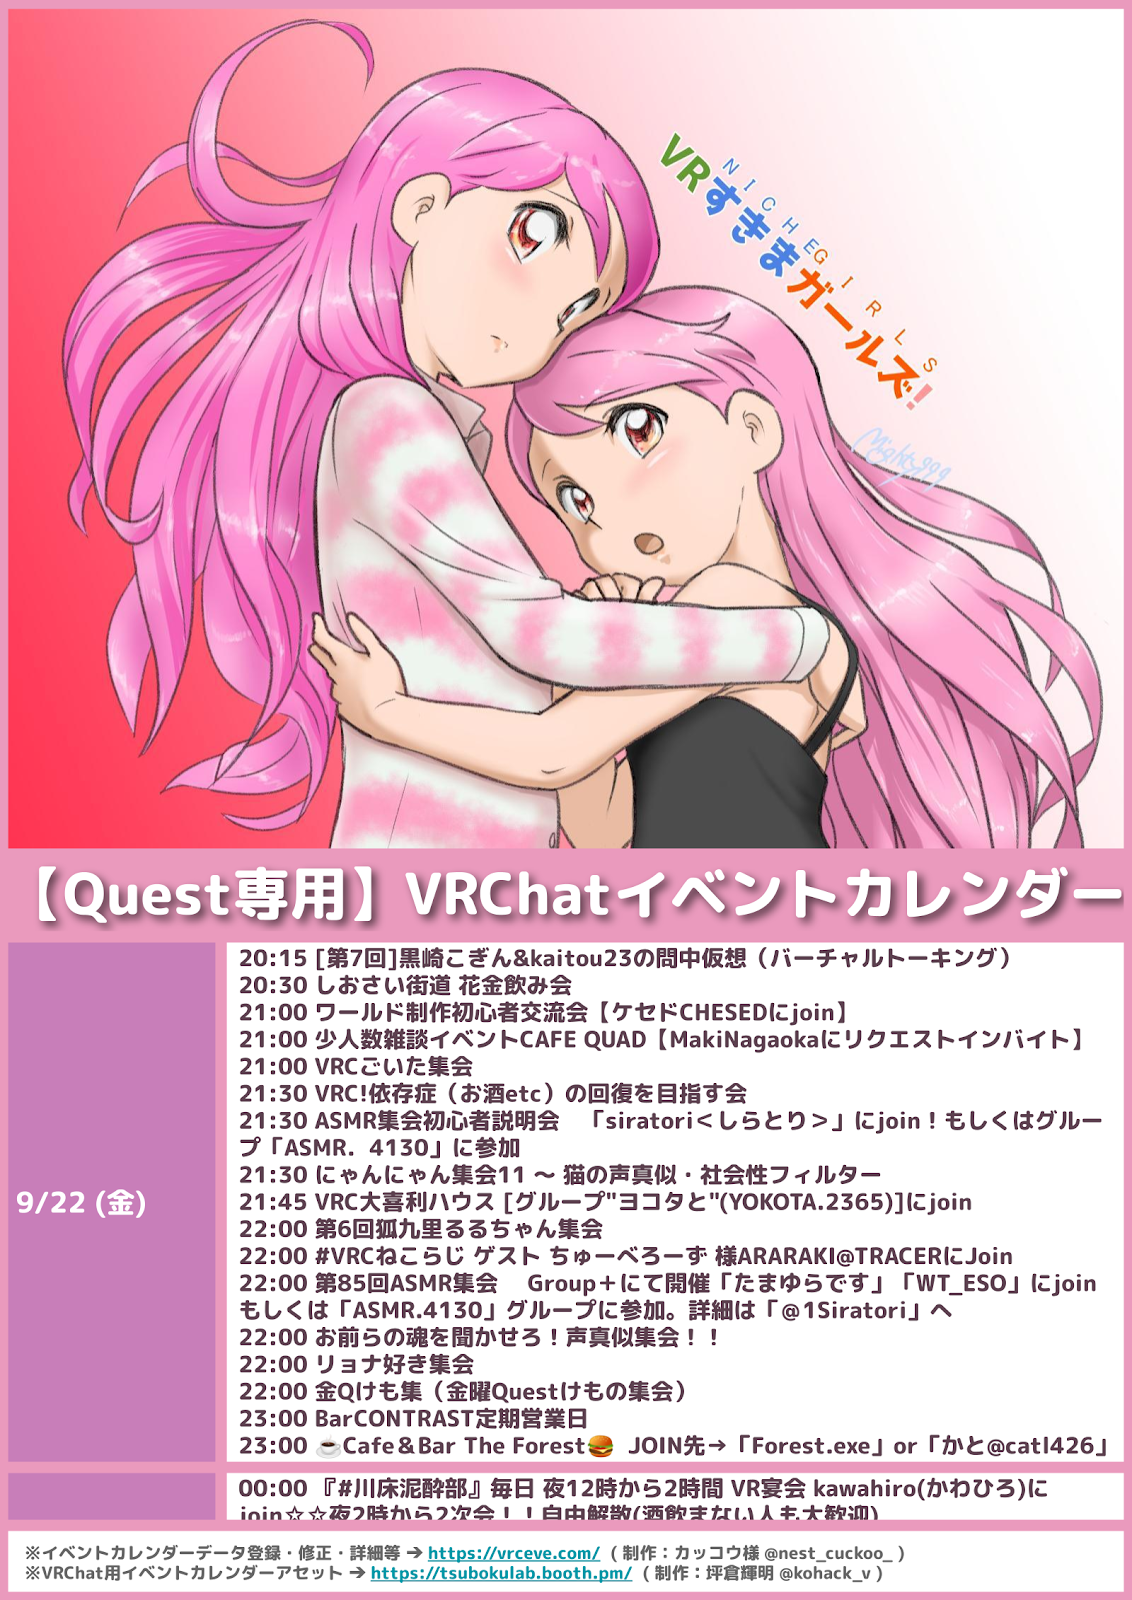 VRすきまガールズ!
NICHEGIRLS
Mighty999
【Quest専用】VRChatイベントカレンダー
9/22 (金)
20:15 [第7回]黒崎こぎん&kaitou23の問中仮想（バーチャルトーキング）
20:30 しおさい街道 花金飲み会
21:00 ワールド制作初心者交流会【ケセドCHESEDにjoin】
21:00 少人数雑談イベントCAFE QUAD【MakiNagaokaにリクエストインバイト】
21:00 VRCごいた集会
21:30 VRC!依存症（お酒etc）の回復を目指す会
21:30 ASMR集会初心者説明会　「siratori＜しらとり＞」にjoin！もしくはグルー
プ「ASMR．4130」に参加
21:30 にゃんにゃん集会11 ～ 猫の声真似・社会性フィルター
21:45 VRC大喜利ハウス [グループ"ヨコタと"(YOKOTA.2365)]にjoin
22:00 第6回狐九里るるちゃん集会
22:00 #VRCねこらじ ゲスト ちゅーべろーず 様ARARAKI@TRACERにJoin
22:00 第85回ASMR集会　 Group＋にて開催「たまゆらです」「WT_ESO」にjoin
もしくは「ASMR.4130」グループに参加。詳細は「＠1Siratori」へ
22:00 お前らの魂を聞かせろ！声真似集会！！
22:00 リョナ好き集会
22:00 金Qけも集（金曜Questけもの集会）
23:00 BarCONTRAST定期営業日
23:00 ☕Cafe＆Bar The Forest🍔 JOIN先→「Forest.exe」or「かと@catl426」
00:00 『#川床泥酔部』毎日 夜12時から2時間 VR宴会 kawahiro(かわひろ)に
join☆☆夜2時から2次会！！自由解散(酒飲まない人も大歓迎)
※イベントカレンダーデータ登録・修正・詳細等 ➔ https://vrceve.com/ （制作：カッコウ様 @nest_cuckoo_ ）
※VRChat用イベントカレンダーアセット ➔ https://tsubokulab.booth.pm/ （制作：坪倉輝明 @kohack_v ）